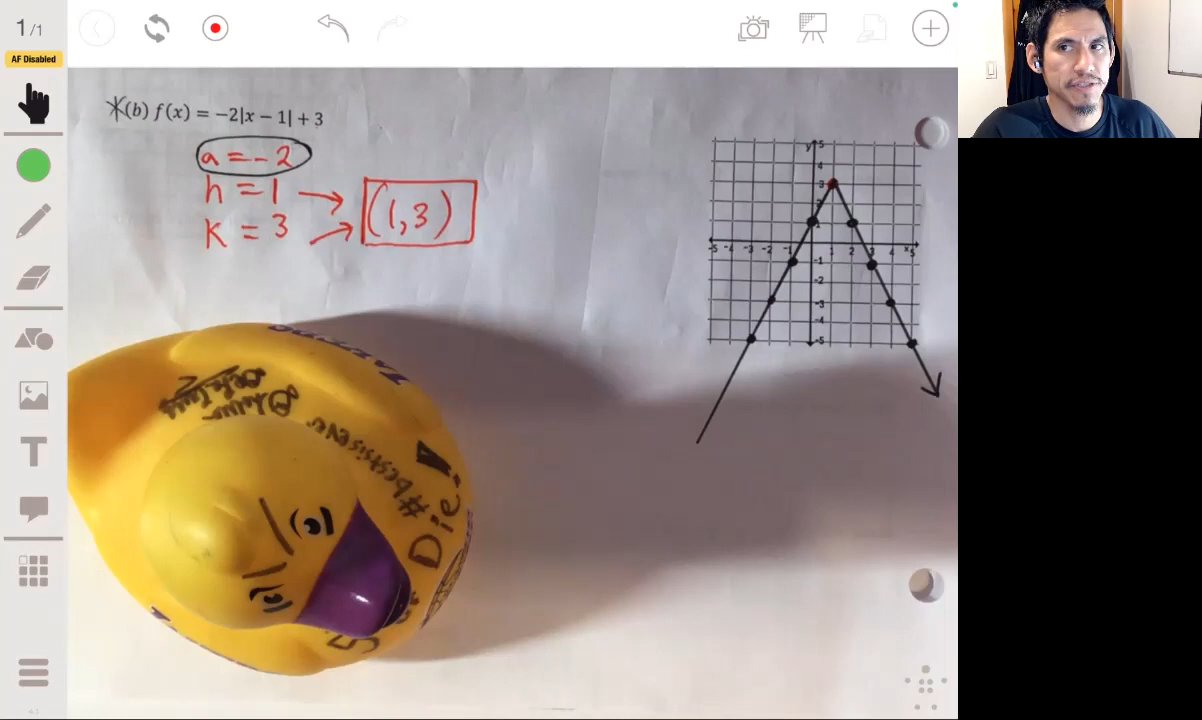 1/1
AF Disabled
*(b) f(x) = −2|x − 1| + 3
a = - 2
h = 1 → (1,3)
K = 3 →
y 5
4
3
2
1
-5 -4 -3 -2 -1 1 2 3 4 x 5
-1
-2
-3
-4
-5
#bestsisever
Die!
T